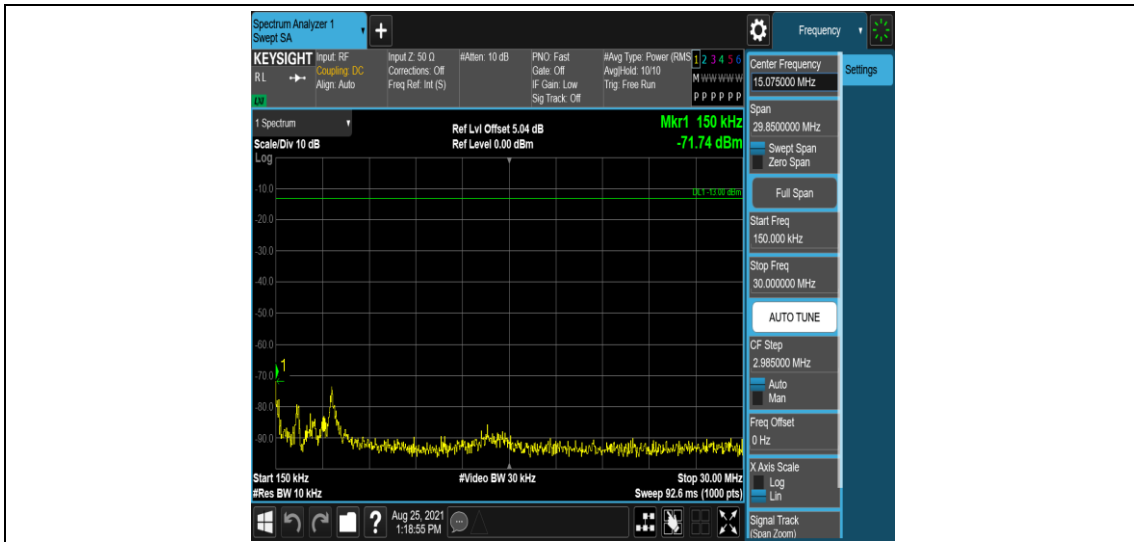 Spectrum Analyzer 1
Swept SA
+
Frequency
KEYSIGHT
RL
LXI
Input: RF
Coupling: DC
Align: Auto
Input Z: 50 Ω
Corrections: Off
Freq Ref: Int (S)
#Atten: 10 dB
PNO: Fast
Gate: Off
IF Gain: Low
Sig Track: Off
#Avg Type: Power (RMS
Avg|Hold: 10/10
Trig: Free Run
1 2 3 4 5 6
M W W W W W
P P P P P P
Center Frequency
15.075000 MHz
Settings
1 Spectrum
Scale/Div 10 dB
Ref Lvl Offset 5.04 dB
Ref Level 0.00 dBm
Mkr1 150 kHz
-71.74 dBm
Span
29.8500000 MHz
Swept Span
Zero Span
Log
-10.0
DL1 -13.00 dBm
-20.0
-30.0
-40.0
-50.0
-60.0
1
-70.0
-80.0
-90.0
Full Span
Start Freq
150.000 kHz
Stop Freq
30.000000 MHz
AUTO TUNE
CF Step
2.985000 MHz
Auto
Man
Freq Offset
0 Hz
X Axis Scale
Log
Lin
Signal Track
(Span Zoom)
Start 150 kHz
#Video BW 30 kHz
Stop 30.00 MHz
#Res BW 10 kHz
Sweep 92.6 ms (1000 pts)
?
Aug 25, 2021
1:18:55 PM